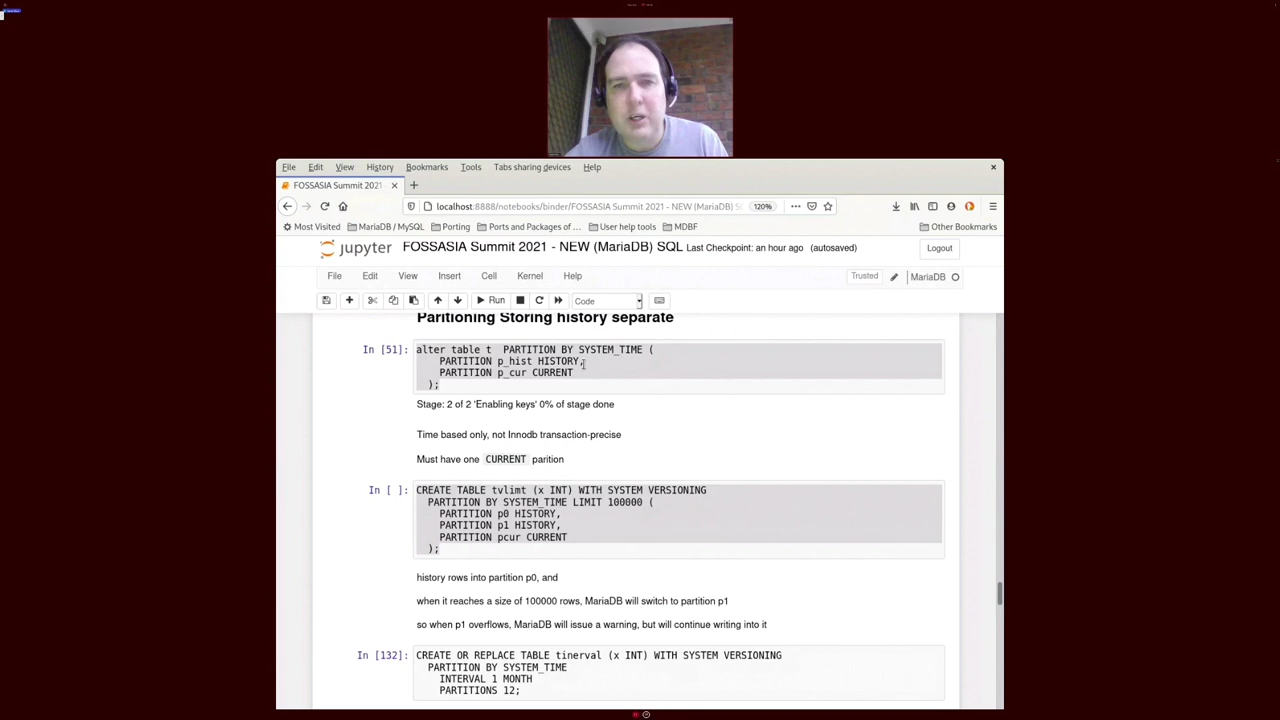 File Edit View History Bookmarks Tools Tabs sharing devices Help
FOSSASIA Summit 2021 -
localhost:8888/notebooks/binder/FOSSASIA Summit 2021 - NEW (MariaDB) S 120%
Most Visited MariaDB / MySQL Porting Ports and Packages of … User help tools MDBF Other Bookmarks
jupyter FOSSASIA Summit 2021 - NEW (MariaDB) SQL Last Checkpoint: an hour ago (autosaved) Logout
File Edit View Insert Cell Kernel Help Trusted MariaDB
Run Code
Paritioning Storing history separate
In [51]: alter table t  PARTITION BY SYSTEM_TIME (
PARTITION p_hist HISTORY,
PARTITION p_cur CURRENT
);
Stage: 2 of 2 'Enabling keys' 0% of stage done
Time based only, not Innodb transaction-precise
Must have one CURRENT parition
In [ ]: CREATE TABLE tvlimt (x INT) WITH SYSTEM VERSIONING
PARTITION BY SYSTEM_TIME LIMIT 100000 (
PARTITION p0 HISTORY,
PARTITION p1 HISTORY,
PARTITION pcur CURRENT
);
history rows into partition p0, and
when it reaches a size of 100000 rows, MariaDB will switch to partition p1
so when p1 overflows, MariaDB will issue a warning, but will continue writing into it
In [132]: CREATE OR REPLACE TABLE tinerval (x INT) WITH SYSTEM VERSIONING
PARTITION BY SYSTEM_TIME
INTERVAL 1 MONTH
PARTITIONS 12;